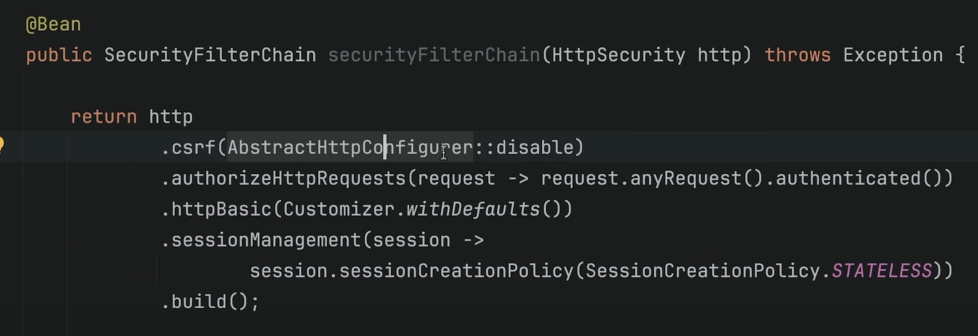 @Bean
public SecurityFilterChain securityFilterChain(HttpSecurity http) throws Exception {
return http
.csrf(AbstractHttpConfigurer::disable)
.authorizeHttpRequests(request -> request.anyRequest().authenticated())
.httpBasic(Customizer.withDefaults())
.sessionManagement(session ->
session.sessionCreationPolicy(SessionCreationPolicy.STATELESS))
.build();